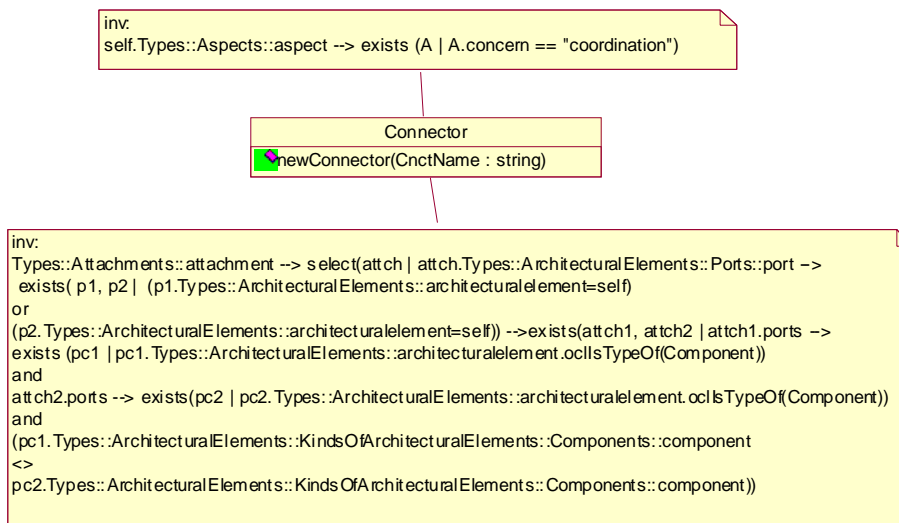 inv:
self.Types::Aspects::aspect --> exists (A | A.concern == "coordination")
Connector
newConnector(CnctName : string)
inv:
Types::Attachments::attachment --> select(attch | attch.Types::ArchitecturalElements::Ports::port -->
exists( p1, p2 | (p1.Types::ArchitecturalElements::architecturalelement=self)
or
(p2.Types::ArchitecturalElements::architecturalelement=self)) -->exists(attch1, attch2 | attch1.ports -->
exists (pc1 | pc1.Types::ArchitecturalElements::architecturalelement.oclIsTypeOf(Component))
and
attch2.ports --> exists(pc2 | pc2.Types::ArchitecturalElements::architecturalelement.oclIsTypeOf(Component))
and
(pc1.Types::ArchitecturalElements::KindsOfArchitecturalElements::Components::component
<>
pc2.Types::ArchitecturalElements::KindsOfArchitecturalElements::Components::component))